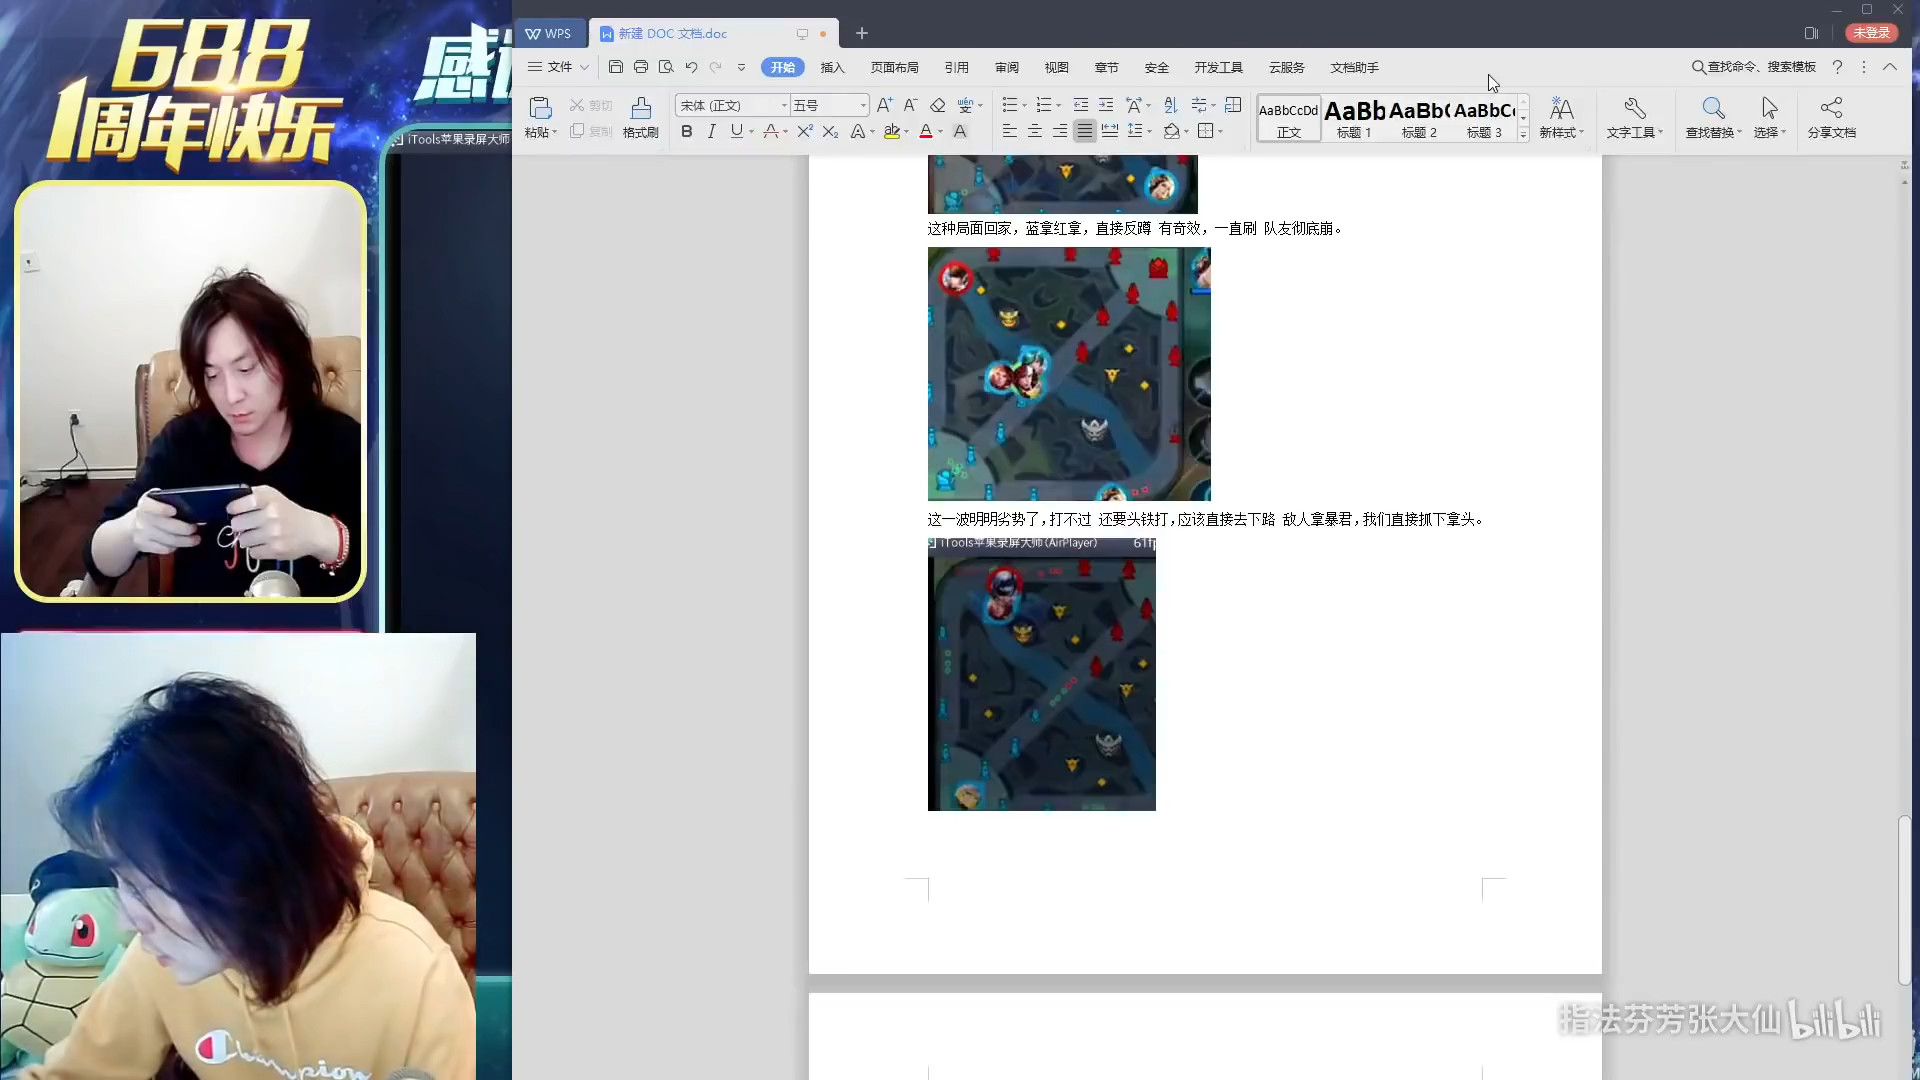 688
1周年快乐
感
iTools苹果录屏大师
WPS
新建 DOC 文档.doc
未登录
文件
开始
插入
页面布局
引用
审阅
视图
章节
安全
开发工具
云服务
文档助手
查找命令、搜索模板
粘贴
剪切
复制
格式刷
宋体 (正文)
五号
AaBbCcDd
正文
AaBb
标题 1
AaBb(
标题 2
AaBbC(
标题 3
新样式
文字工具
查找替换
选择
分享文档
这种局面回家，蓝拿红拿，直接反蹲 有奇效，一直刷 队友彻底崩。
这一波明明劣势了，打不过 还要头铁打，应该直接去下路 敌人拿暴君，我们直接抓下拿头。
iTools苹果录屏大师(AirPlayer)
61fp
Champion
指法芬芳张大仙 bilibili